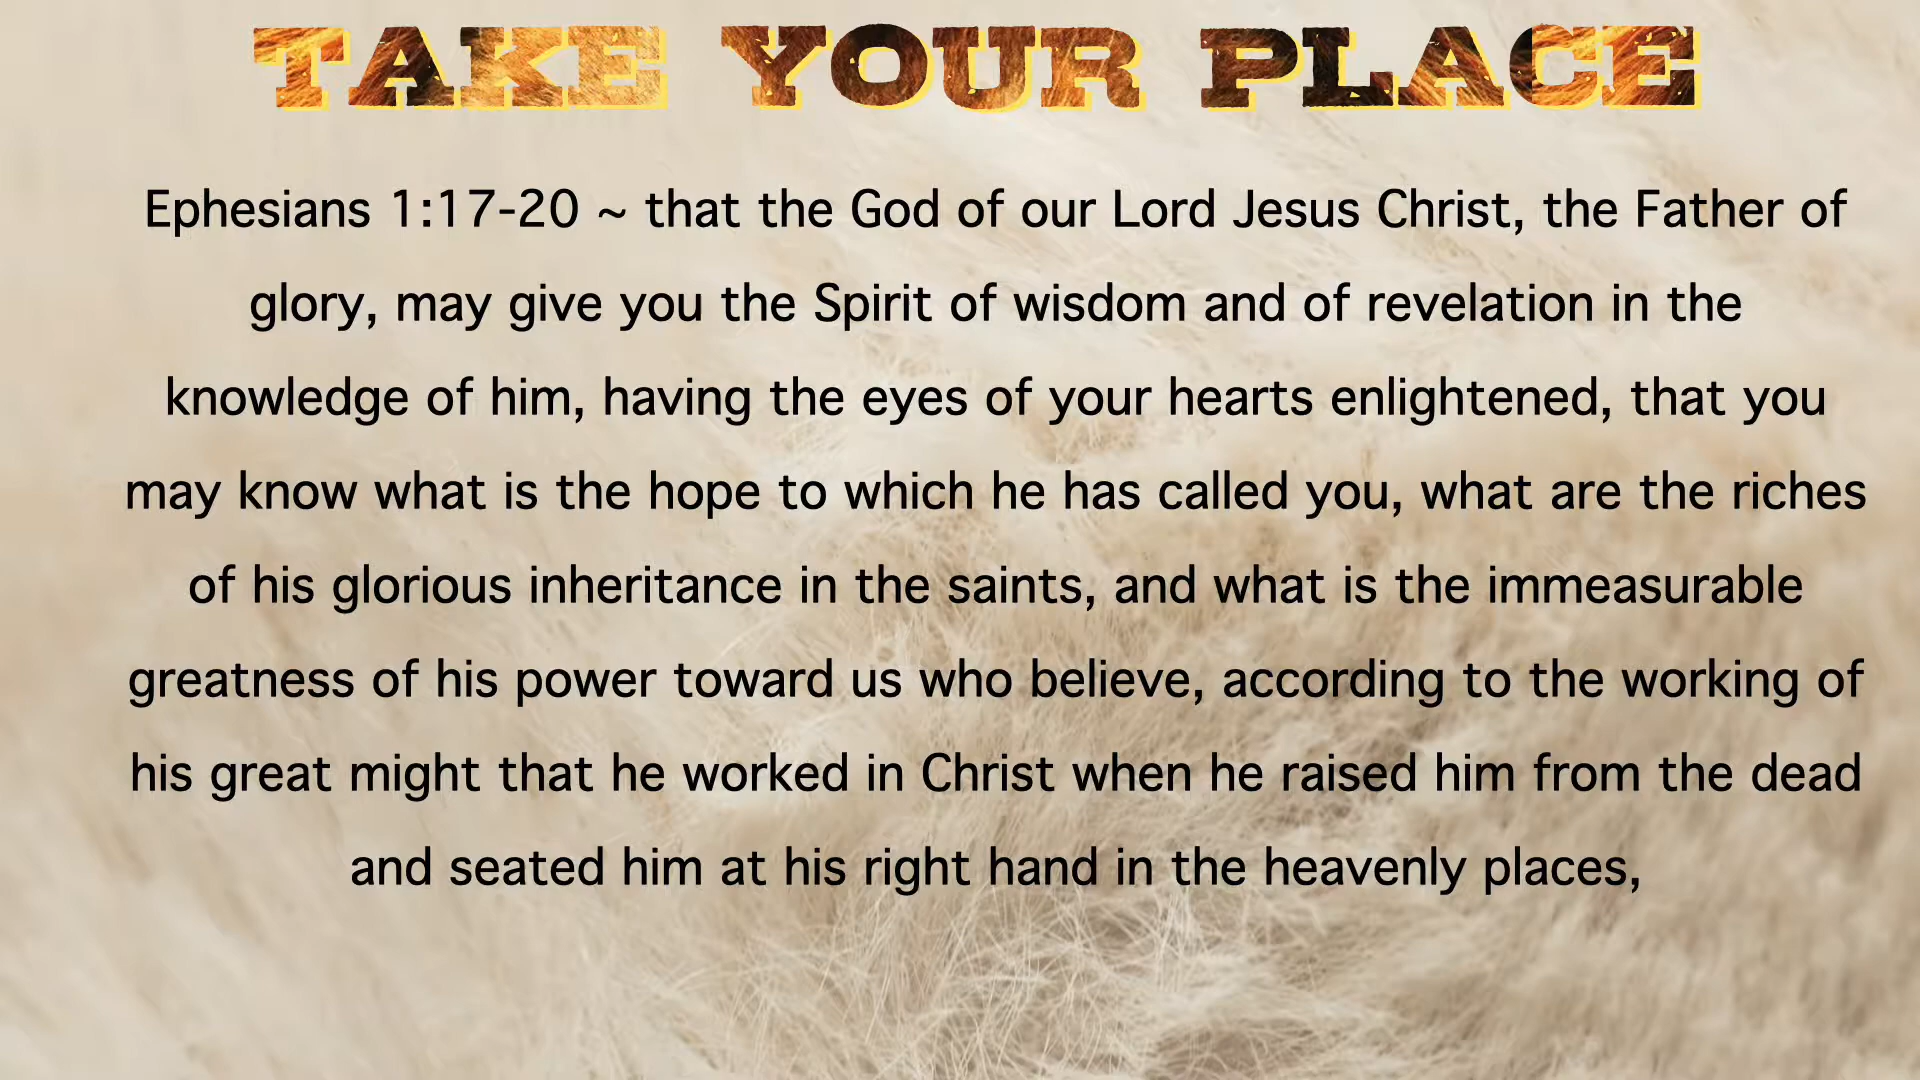 TAKE YOUR PLACE
Ephesians 1:17-20 ~ that the God of our Lord Jesus Christ, the Father of
glory, may give you the Spirit of wisdom and of revelation in the
knowledge of him, having the eyes of your hearts enlightened, that you
may know what is the hope to which he has called you, what are the riches
of his glorious inheritance in the saints, and what is the immeasurable
greatness of his power toward us who believe, according to the working of
his great might that he worked in Christ when he raised him from the dead
and seated him at his right hand in the heavenly places,